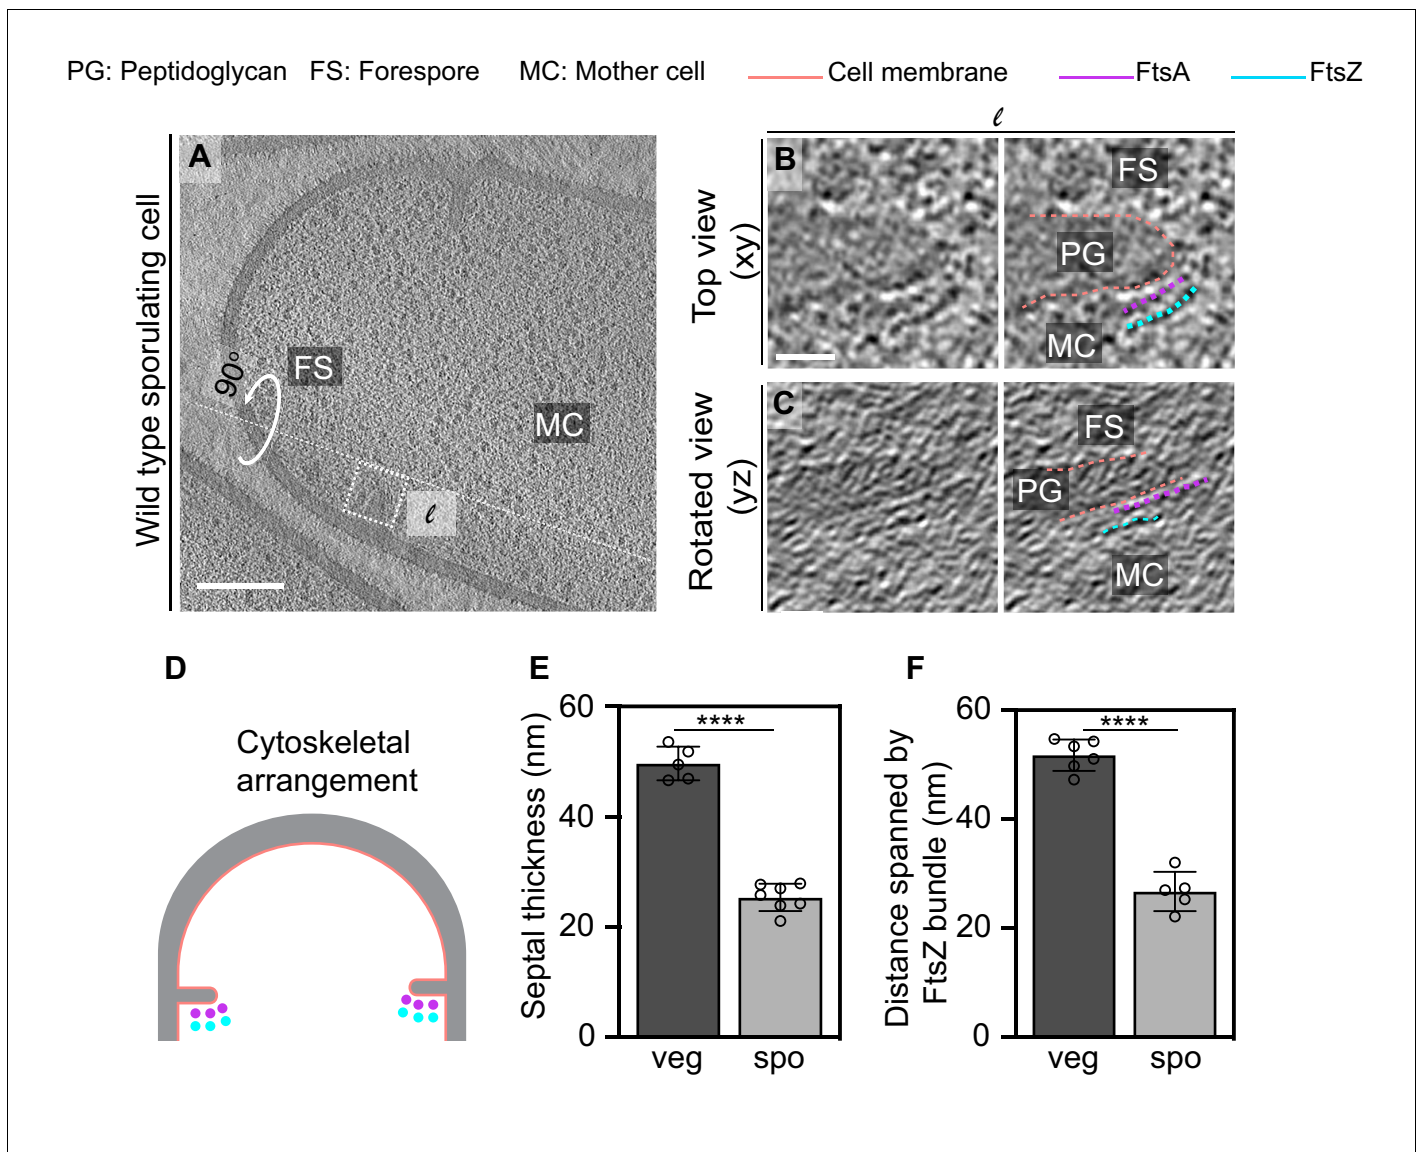 PG: Peptidoglycan FS: Forespore MC: Mother cell Cell membrane FtsA FtsZ
Wild type sporulating cell
A
90°
FS
MC
ℓ
ℓ
Top view
(xy)
B
FS
PG
MC
Rotated view
(yz)
C
FS
PG
MC
D
Cytoskeletal
arrangement
E
Septal thickness (nm)
60
40
20
0
****
veg spo
F
Distance spanned by
FtsZ bundle (nm)
60
40
20
0
****
veg spo